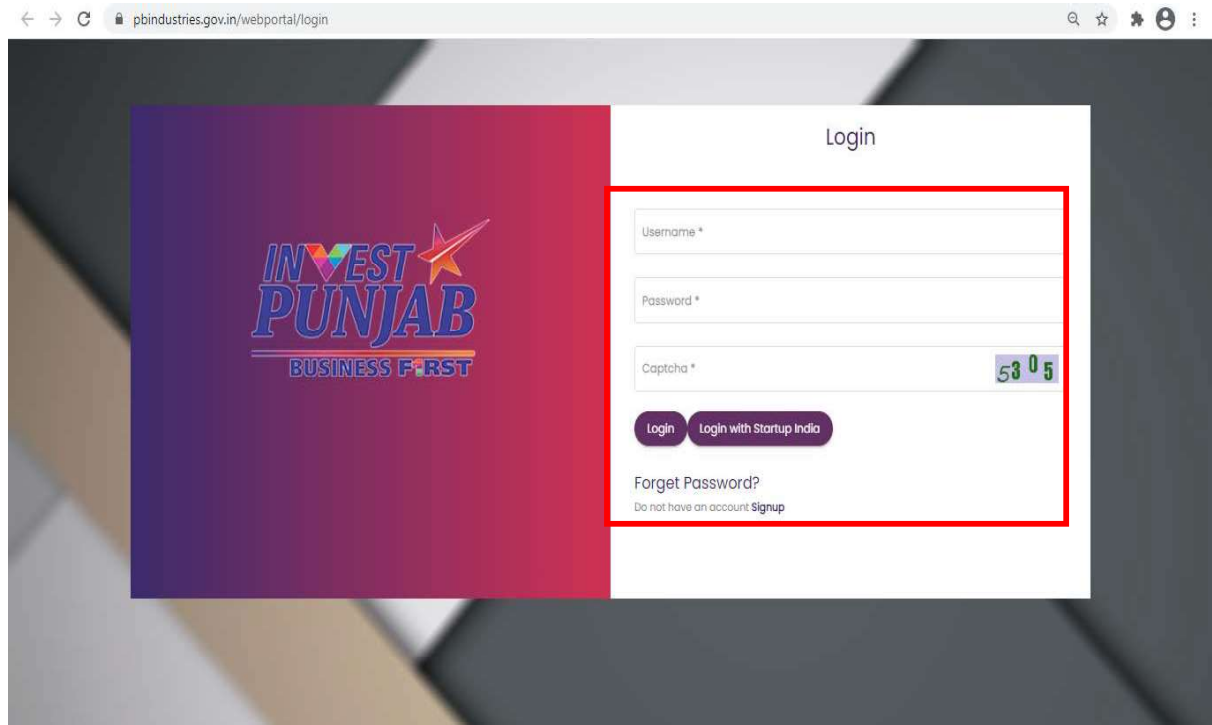 pbindustries.gov.in/webportal/login
Login
INVEST
PUNJAB
BUSINESS FIRST
Username *
Password *
Captcha *
5305
Login
Login with Startup India
Forget Password?
Do not have an account Signup